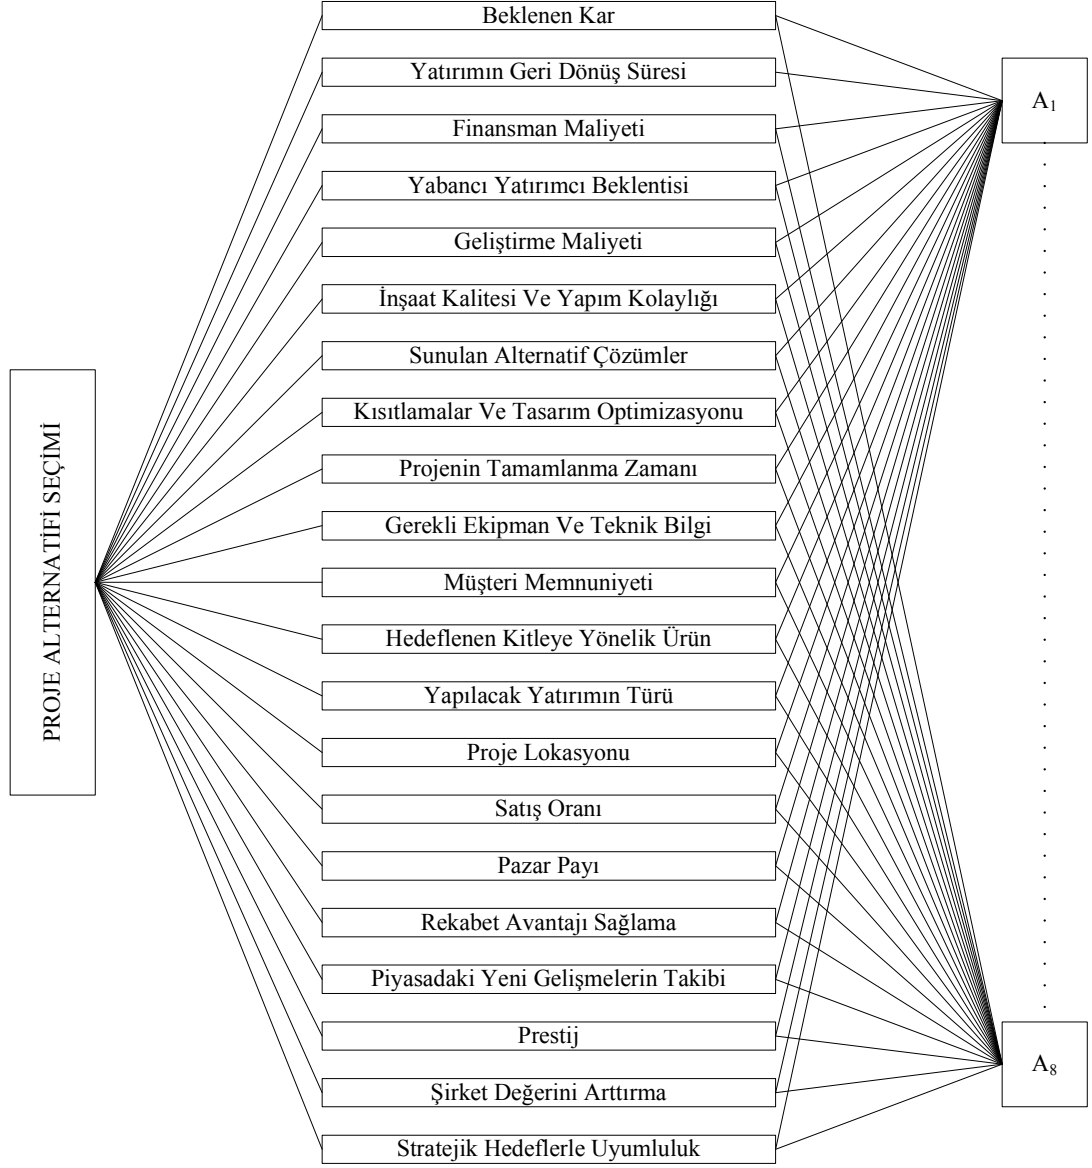 PROJE ALTERNATİFİ SEÇİMİ
Beklenen Kar
Yatırımın Geri Dönüş Süresi
Finansman Maliyeti
Yabancı Yatırımcı Beklentisi
Geliştirme Maliyeti
İnşaat Kalitesi Ve Yapım Kolaylığı
Sunulan Alternatif Çözümler
Kısıtlamalar Ve Tasarım Optimizasyonu
Projenin Tamamlanma Zamanı
Gerekli Ekipman Ve Teknik Bilgi
Müşteri Memnuniyeti
Hedeflenen Kitleye Yönelik Ürün
Yapılacak Yatırımın Türü
Proje Lokasyonu
Satış Oranı
Pazar Payı
Rekabet Avantajı Sağlama
Piyasadaki Yeni Gelişmelerin Takibi
Prestij
Şirket Değerini Arttırma
Stratejik Hedeflerle Uyumluluk
A₁
A₈